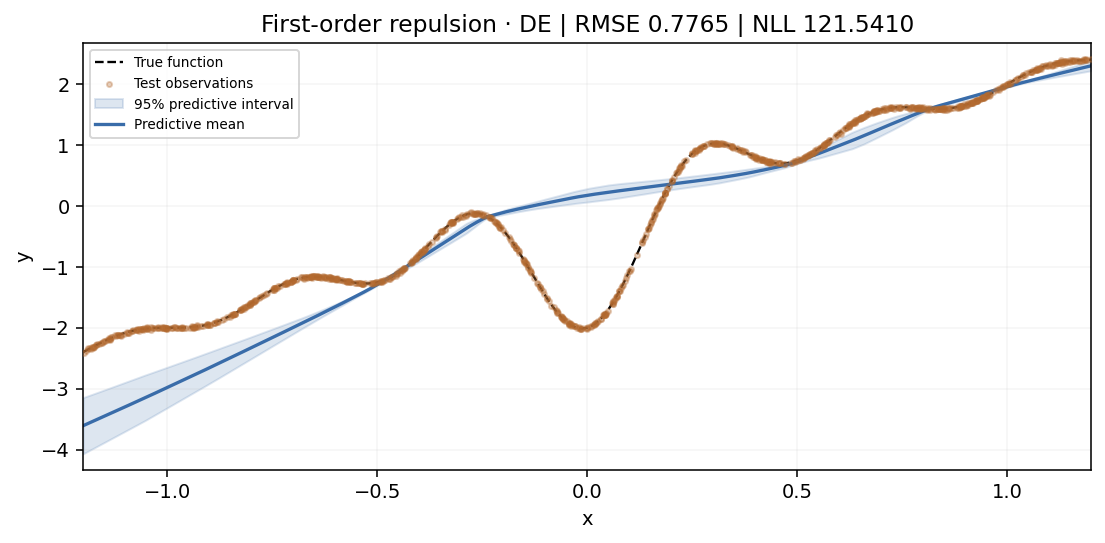 First-order repulsion · DE | RMSE 0.7765 | NLL 121.5410
True function
Test observations
95% predictive interval
Predictive mean
y
2
1
0
−1
−2
−3
−4
−1.0
−0.5
0.0
0.5
1.0
x